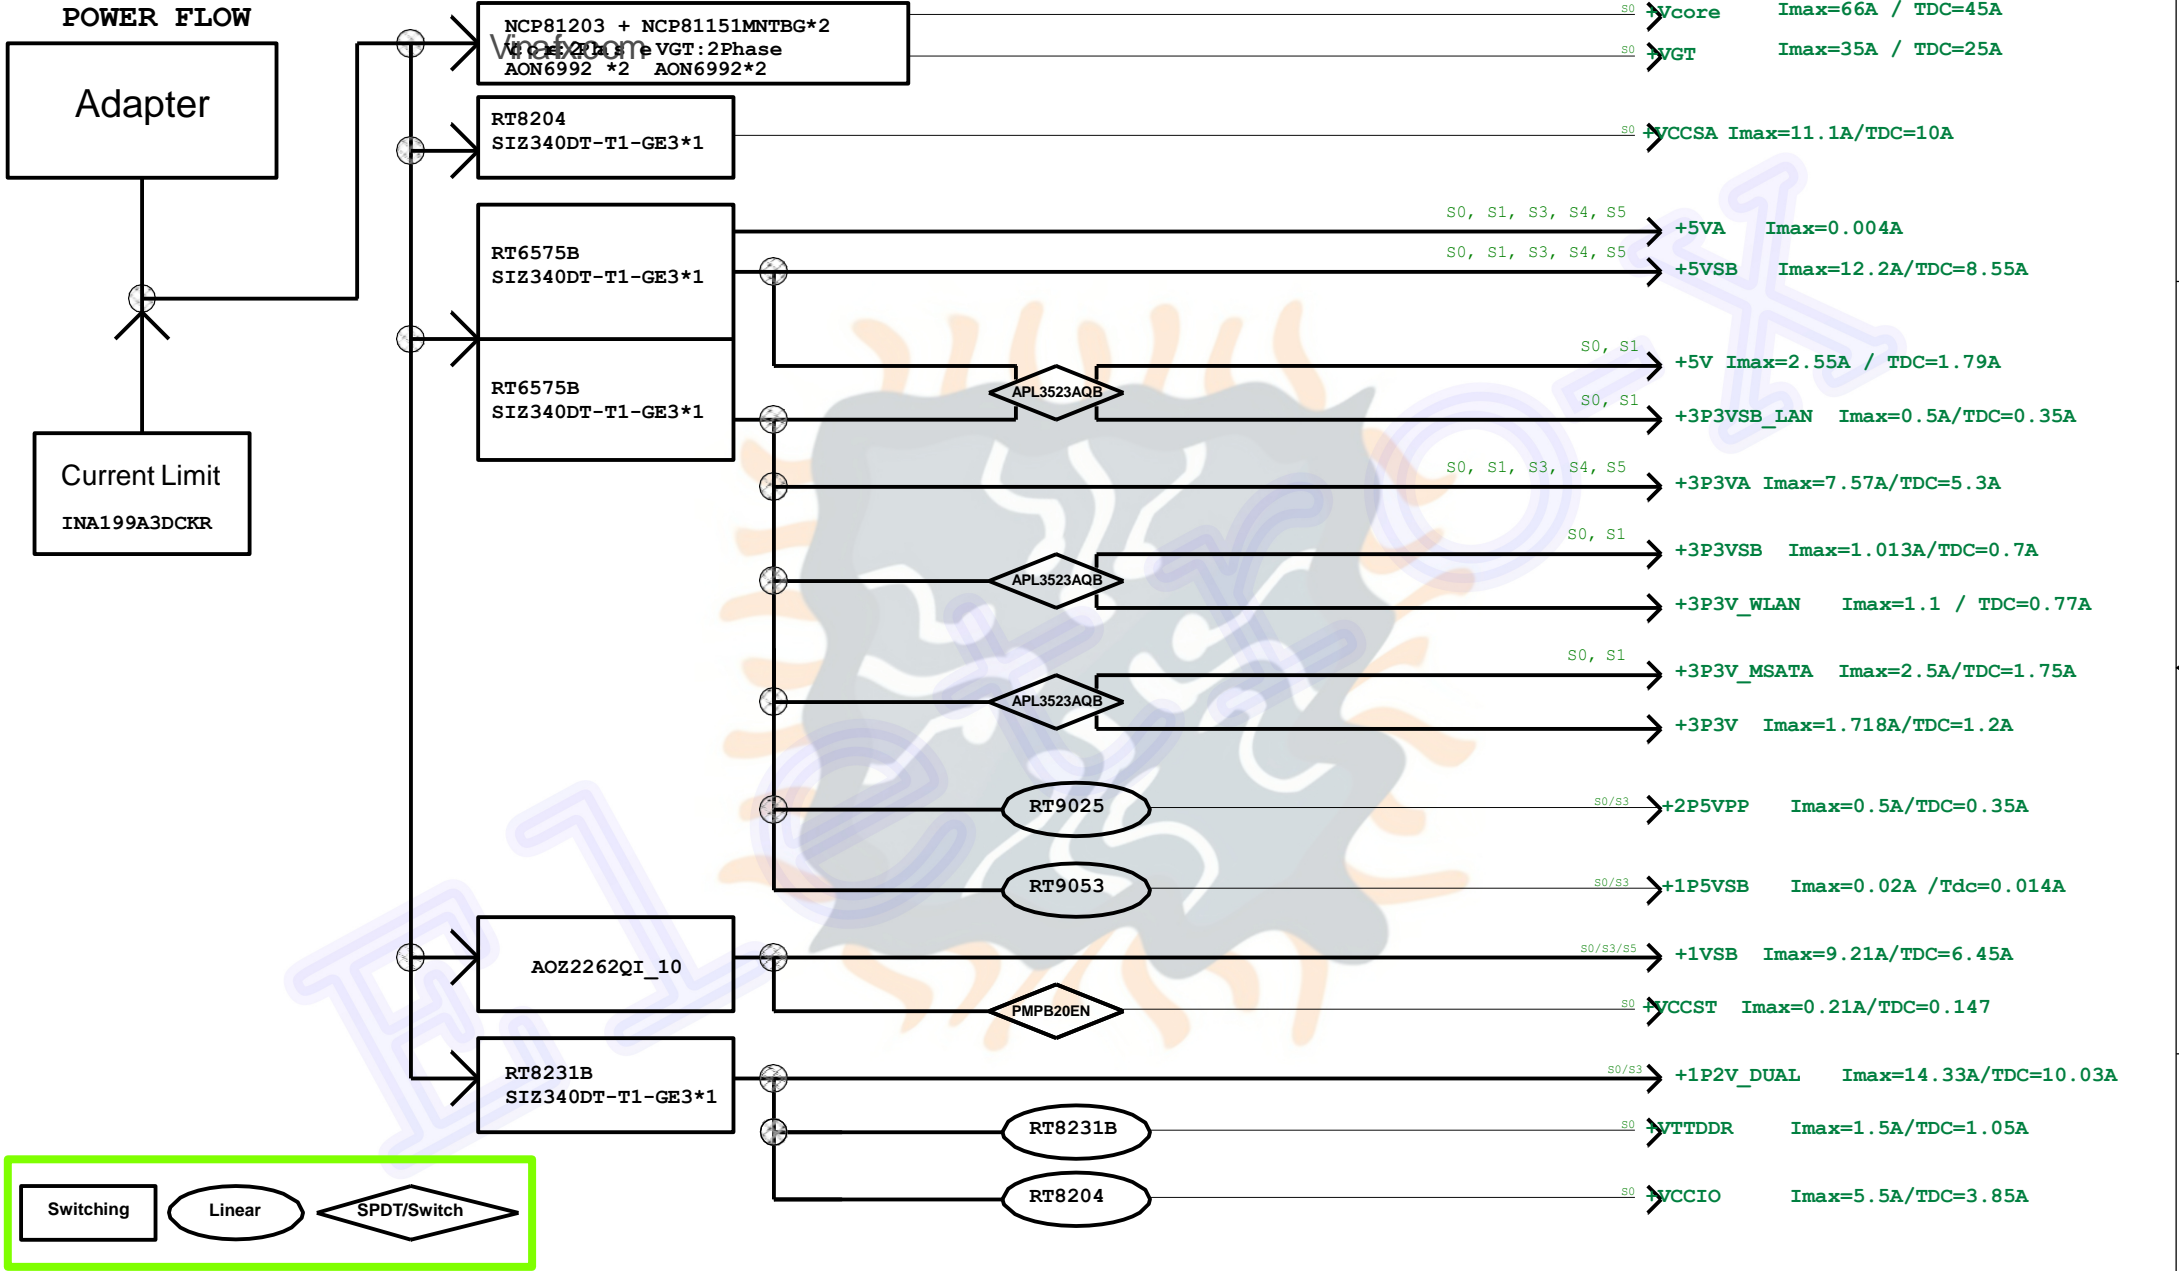 POWER FLOW
Adapter
Current Limit
INA199A3DCKR
NCP81203 + NCP81151MNTBG*2
Vinafix.com
Vcore:2Phase VGT:2Phase
AON6992 *2 AON6992*2
S0 +Vcore Imax=66A / TDC=45A
S0 +VGT Imax=35A / TDC=25A
RT8204
SIZ340DT-T1-GE3*1
S0 +VCCSA Imax=11.1A/TDC=10A
RT6575B
SIZ340DT-T1-GE3*1
S0, S1, S3, S4, S5
+5VA Imax=0.004A
S0, S1, S3, S4, S5
+5VSB Imax=12.2A/TDC=8.55A
RT6575B
SIZ340DT-T1-GE3*1
APL3523AQB
S0, S1
+5V Imax=2.55A / TDC=1.79A
S0, S1
+3P3VSB_LAN Imax=0.5A/TDC=0.35A
S0, S1, S3, S4, S5
+3P3VA Imax=7.57A/TDC=5.3A
APL3523AQB
S0, S1
+3P3VSB Imax=1.013A/TDC=0.7A
+3P3V_WLAN Imax=1.1 / TDC=0.77A
APL3523AQB
S0, S1
+3P3V_MSATA Imax=2.5A/TDC=1.75A
+3P3V Imax=1.718A/TDC=1.2A
RT9025
S0/S3 +2P5VPP Imax=0.5A/TDC=0.35A
RT9053
S0/S3 +1P5VSB Imax=0.02A /Tdc=0.014A
AOZ2262QI_10
S0/S3/S5 +1VSB Imax=9.21A/TDC=6.45A
PMPB20EN
S0 +VCCST Imax=0.21A/TDC=0.147
RT8231B
SIZ340DT-T1-GE3*1
S0/S3 +1P2V_DUAL Imax=14.33A/TDC=10.03A
RT8231B
S0 +VTTDDR Imax=1.5A/TDC=1.05A
RT8204
S0 +VCCIO Imax=5.5A/TDC=3.85A
Switching
Linear
SPDT/Switch